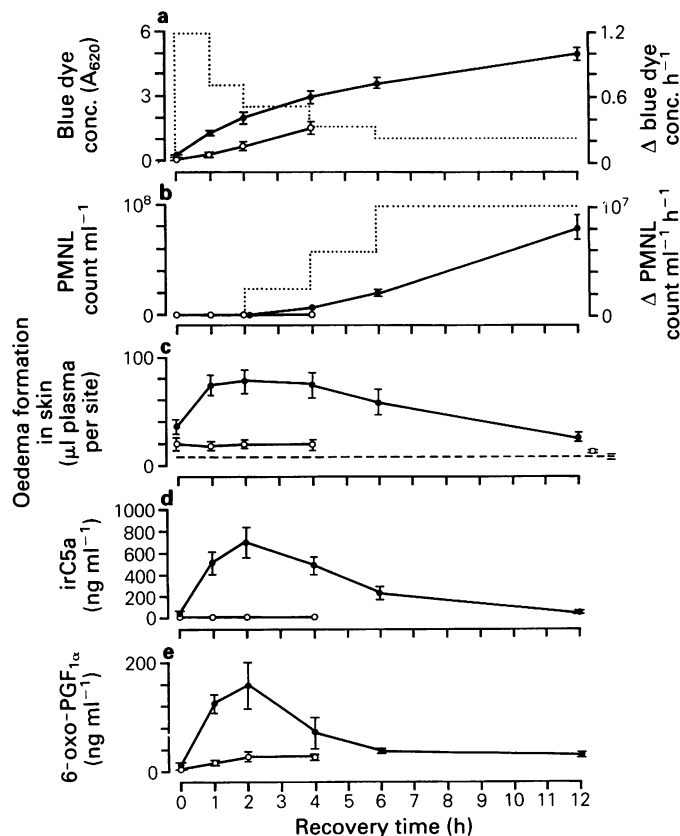 a
6
3
0
Blue dye
conc. (A₆₂₀)
1.2
0.6
0
Δ blue dye
conc. h⁻¹
b
10⁸
0
PMNL
count ml⁻¹
10⁷
0
Δ PMNL
count ml⁻¹ h⁻¹
c
100
0
Oedema formation
in skin
(μl plasma
per site)
d
1000
800
600
400
200
0
irC5a
(ng ml⁻¹)
e
200
0
6-oxo-PGF₁α
(ng ml⁻¹)
0 1 2 3 4 5 6 7 8 9 10 11 12
Recovery time (h)